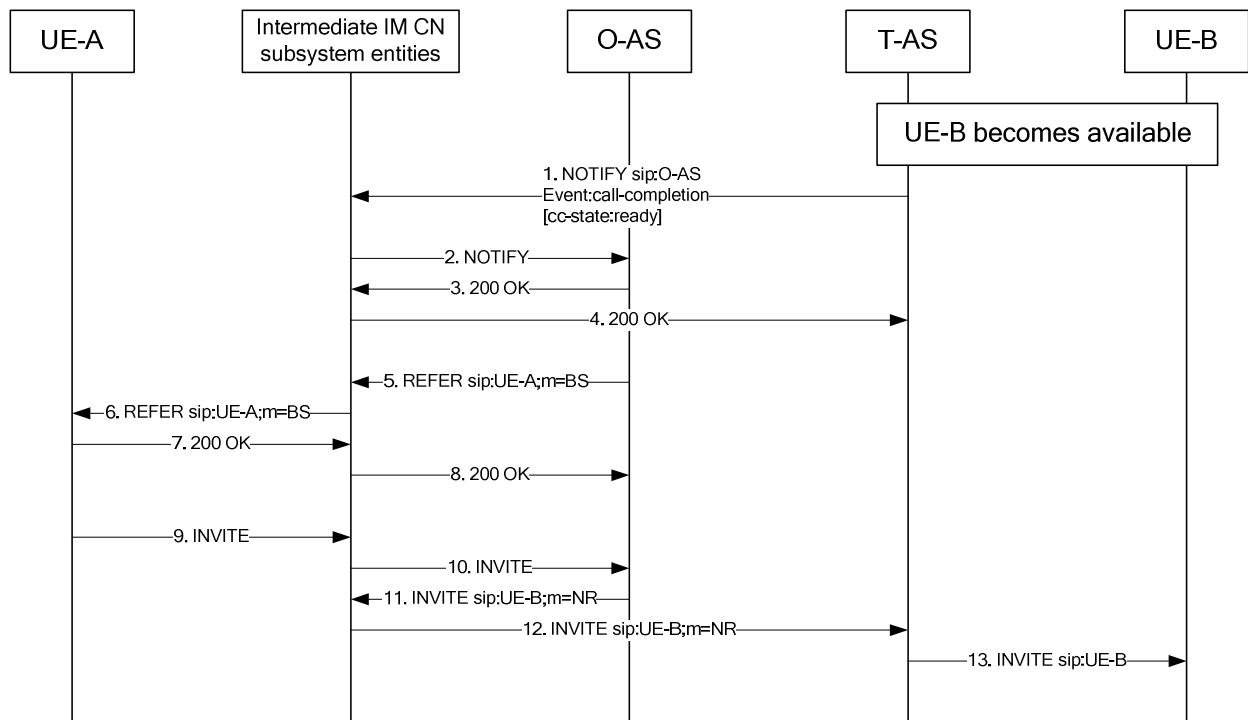 UE-A
Intermediate IM CN
subsystem entities
O-AS
T-AS
UE-B
UE-B becomes available
1. NOTIFY sip:O-AS
Event:call-completion
[cc-state:ready]
2. NOTIFY
3. 200 OK
4. 200 OK
5. REFER sip:UE-A;m=BS
6. REFER sip:UE-A;m=BS
7. 200 OK
8. 200 OK
9. INVITE
10. INVITE
11. INVITE sip:UE-B;m=NR
12. INVITE sip:UE-B;m=NR
13. INVITE sip:UE-B